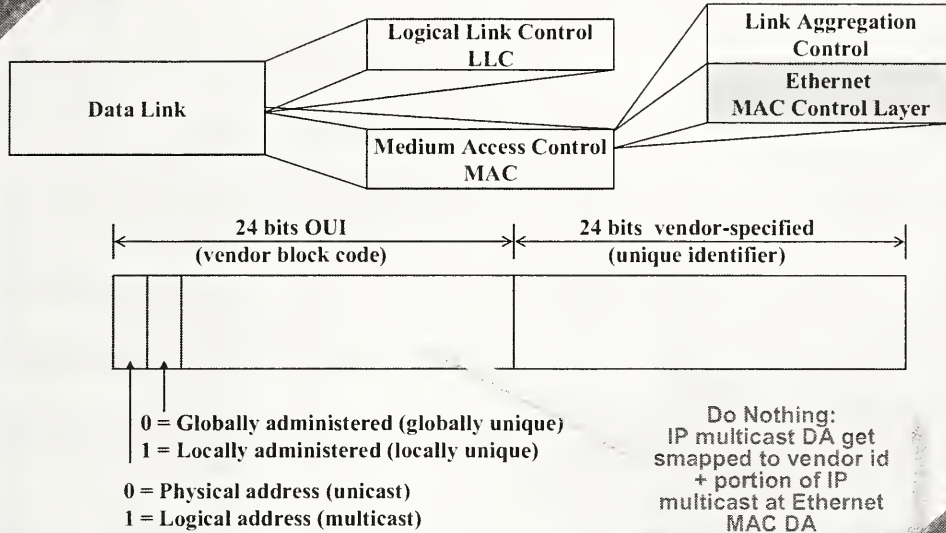 Logical Link Control
LLC
Link Aggregation
Control
Data Link
Ethernet
MAC Control Layer
Medium Access Control
MAC
24 bits OUI
(vendor block code)
24 bits vendor-specified
(unique identifier)
0 = Globally administered (globally unique)
1 = Locally administered (locally unique)
0 = Physical address (unicast)
1 = Logical address (multicast)
Do Nothing:
IP multicast DA get
smapped to vendor id
+ portion of IP
multicast at Ethernet
MAC DA